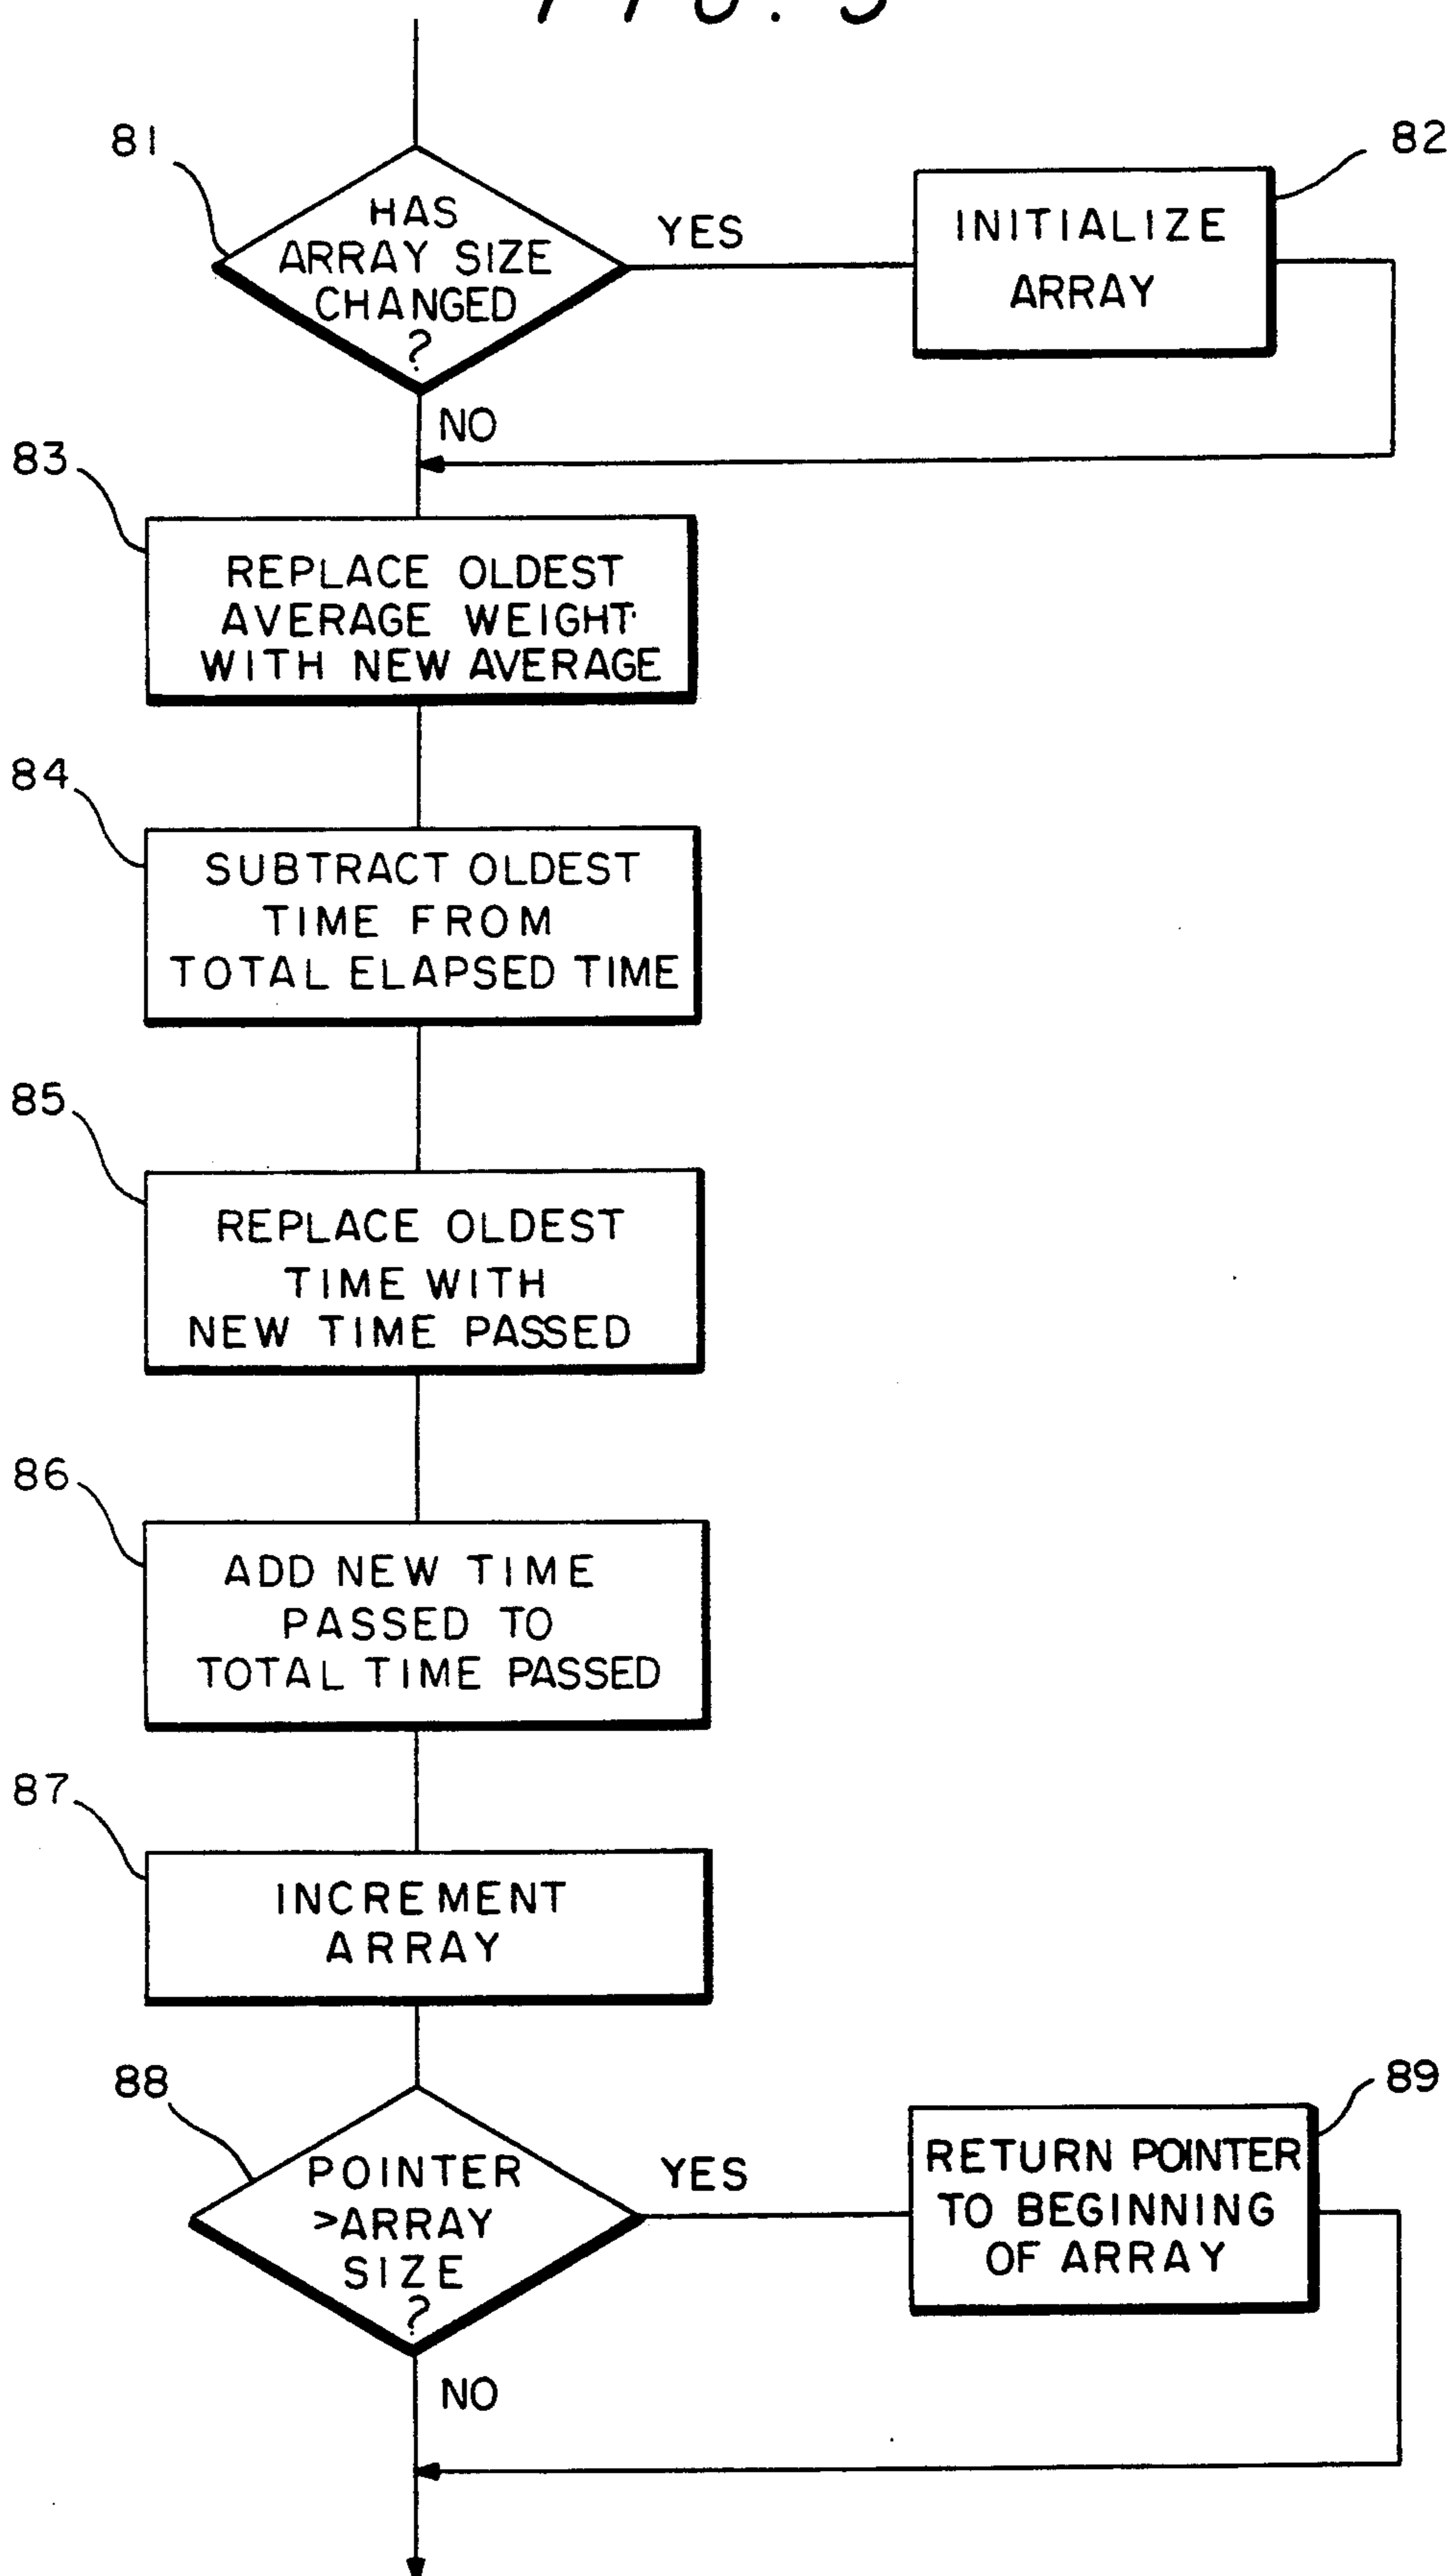 81
HAS
ARRAY SIZE
CHANGED
?
YES
82
INITIALIZE
ARRAY
NO
83
REPLACE OLDEST
AVERAGE WEIGHT
WITH NEW AVERAGE
84
SUBTRACT OLDEST
TIME FROM
TOTAL ELAPSED TIME
85
REPLACE OLDEST
TIME WITH
NEW TIME PASSED
86
ADD NEW TIME
PASSED TO
TOTAL TIME PASSED
87
INCREMENT
ARRAY
88
POINTER
>ARRAY
SIZE
?
YES
89
RETURN POINTER
TO BEGINNING
OF ARRAY
NO